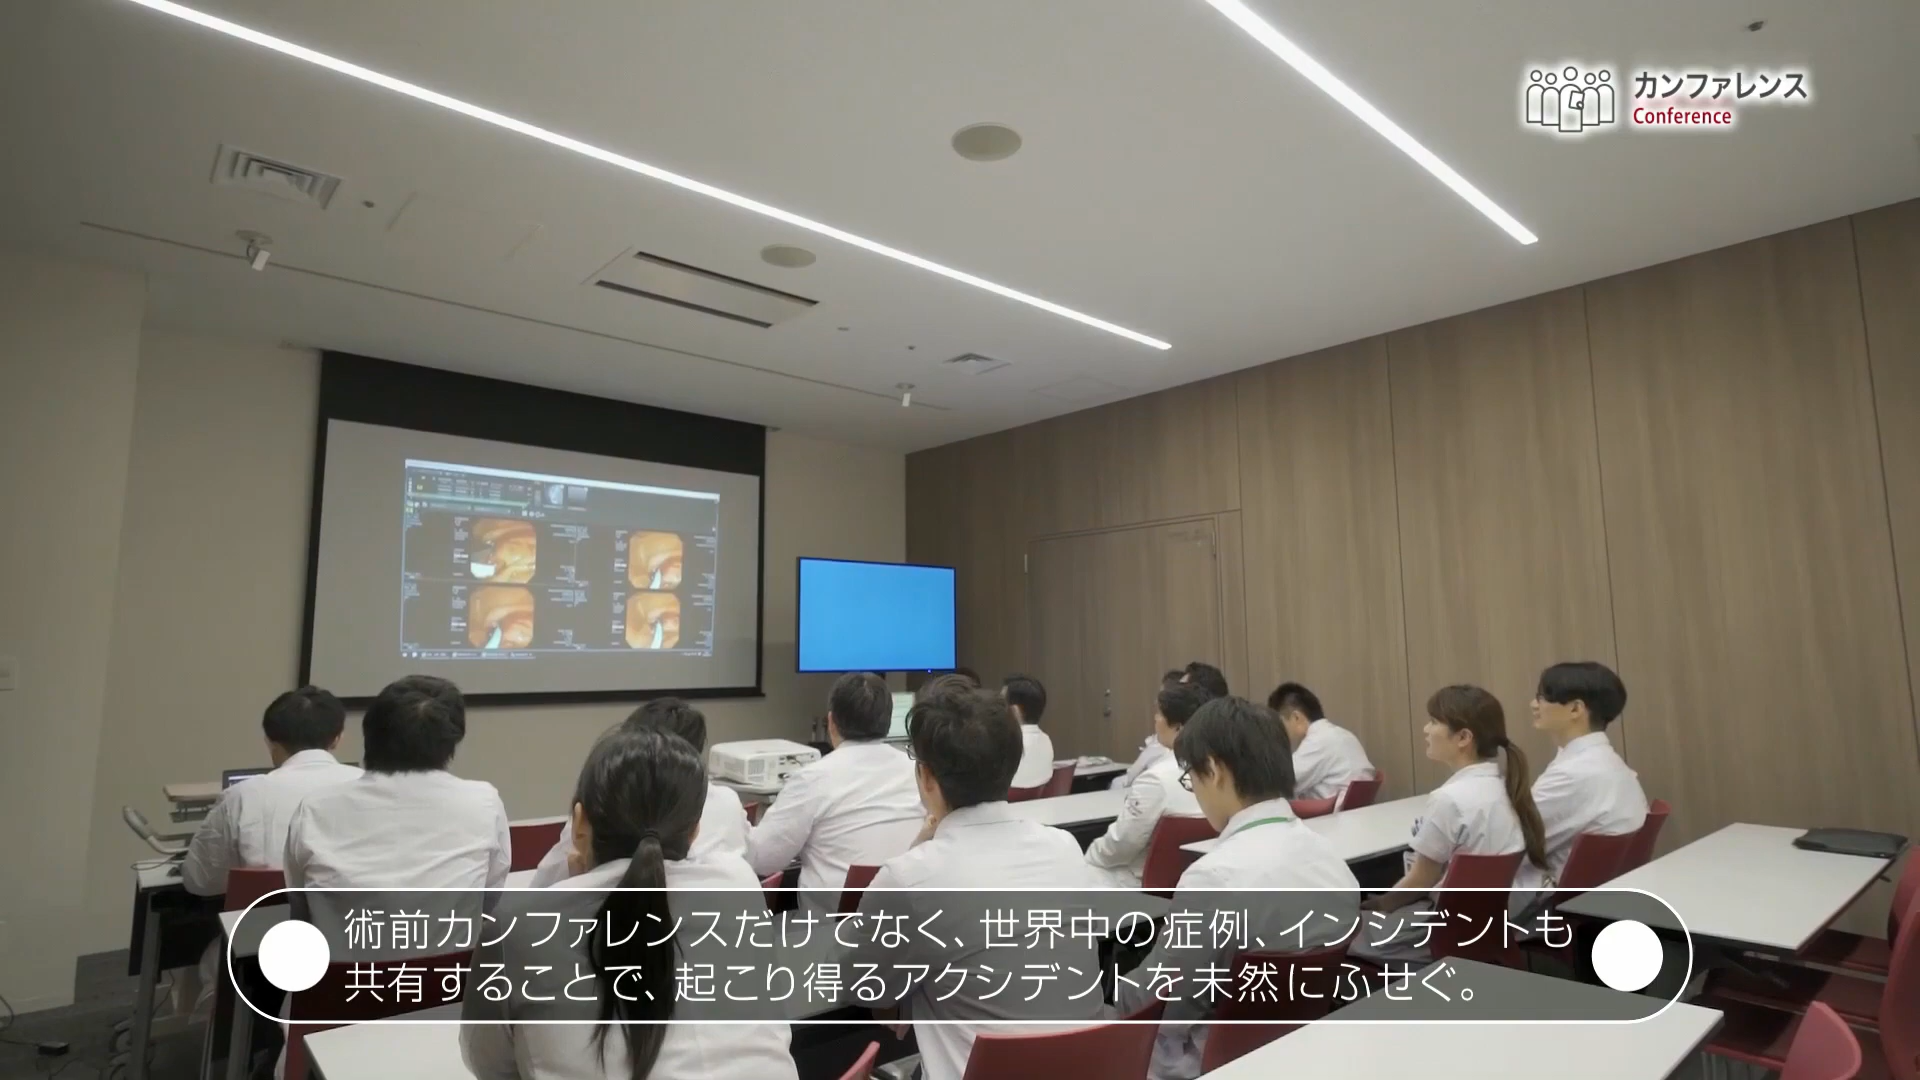 カンファレンス
Conference
術前カンファレンスだけでなく、世界中の症例、インシデントも
共有することで、起こり得るアクシデントを未然にふせぐ。